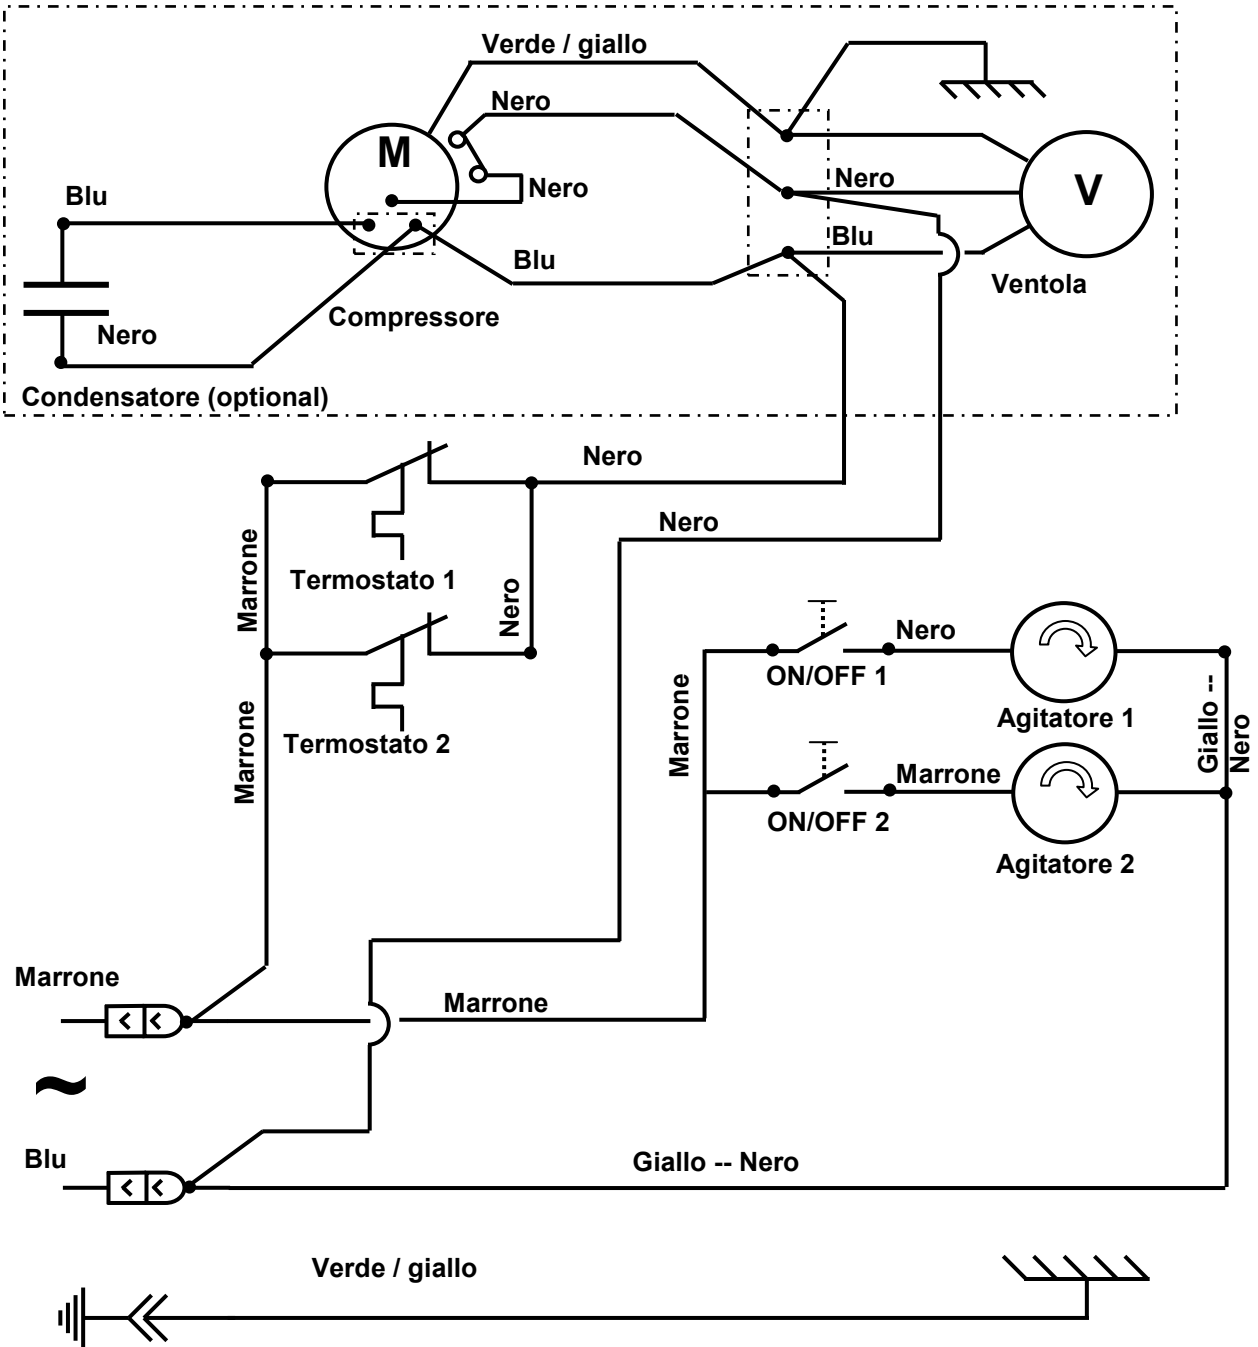 Verde / giallo
Nero
M
Nero
Blu
Nero
V
Blu
Blu
Ventola
Compressore
Nero
Condensatore (optional)
Nero
Nero
Marrone
Termostato 1
Nero
Nero
ON/OFF 1
Marrone
Agitatore 1
Giallo --
Nero
Marrone
Termostato 2
Marrone
ON/OFF 2
Agitatore 2
Marrone
Marrone
~
Blu
Giallo -- Nero
Verde / giallo